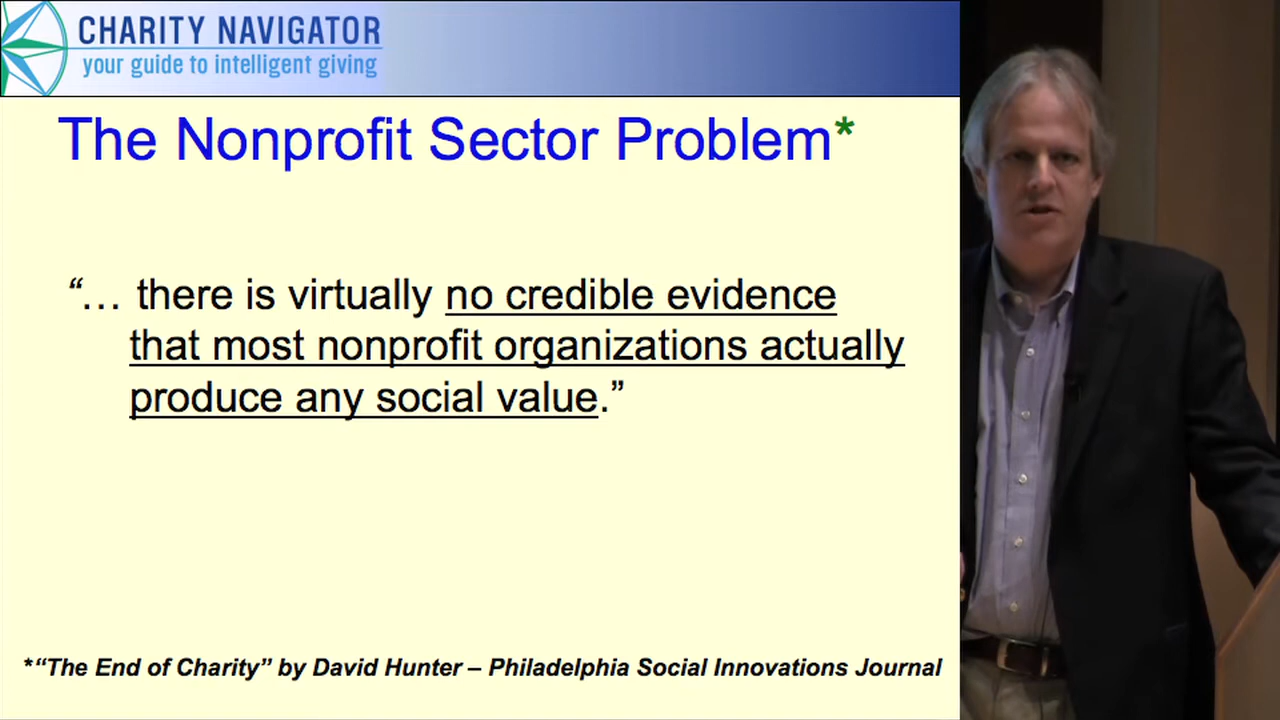 CHARITY NAVIGATOR
your guide to intelligent giving
The Nonprofit Sector Problem*
“… there is virtually no credible evidence
that most nonprofit organizations actually
produce any social value.”
*“The End of Charity” by David Hunter – Philadelphia Social Innovations Journal